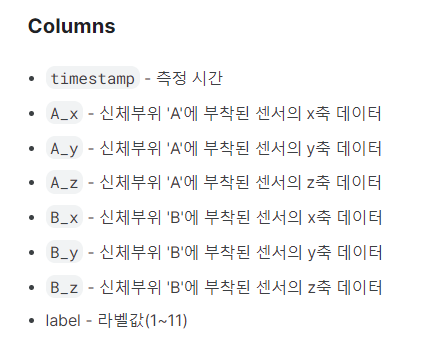 Columns
• timestamp - 측정 시간
• A_x - 신체부위 'A'에 부착된 센서의 x축 데이터
• A_y - 신체부위 'A'에 부착된 센서의 y축 데이터
• A_z - 신체부위 'A'에 부착된 센서의 z축 데이터
• B_x - 신체부위 'B'에 부착된 센서의 x축 데이터
• B_y - 신체부위 'B'에 부착된 센서의 y축 데이터
• B_z - 신체부위 'B'에 부착된 센서의 z축 데이터
• label - 라벨값(1~11)